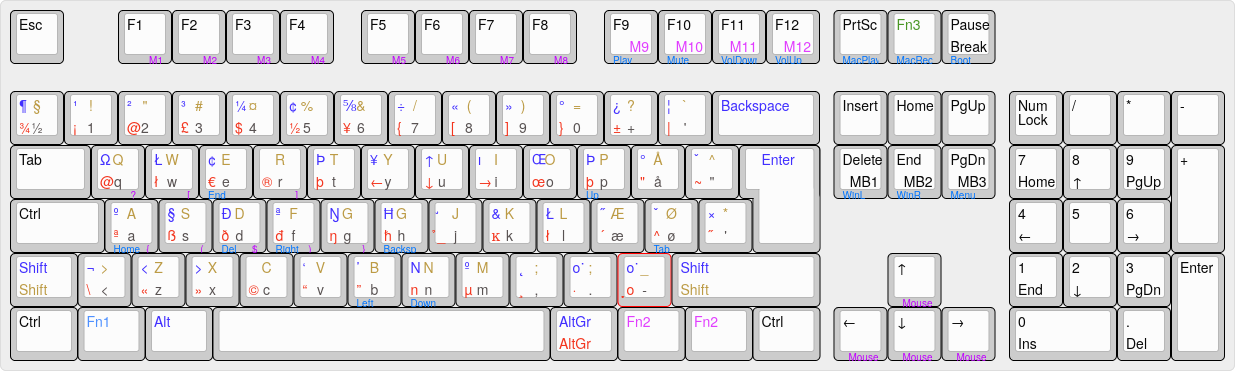 Esc F1 F2 F3 F4 F5 F6 F7 F8 F9 F10 F11 F12 PrtSc Fn3 Pause
M9 M10 M11 M12 Break
M1 M2 M3 M4 M5 M6 M7 M8 Play Mute VolDown VolUp MacPlay MacRec Boot
¶ § ¹ ! ² " ³ # ¼ ¤ ¢ % ⅝ & ÷ / « ( » ) ° = ¿ ? ¦ ` Backspace Insert Home PgUp Num Lock / * -
¾ ½ ¡ 1 @ 2 £ 3 $ 4 ½ 5 ¥ 6 { 7 [ 8 ] 9 } 0 ± + | '
Tab Ω Q Ł W ¢ E R Þ T ¥ Y ↑ U ı I Œ O Þ P ° Å ˇ ^ Enter Delete End PgDn 7 8 9 +
@ q ł w € e ® r þ t ← y ↓ u → i œ o þ p " å ~ " MB1 MB2 MB3 Home ↑ PgUp
? [ End ] Up WinL WinR Menu
Ctrl º A § S Ð D ª F Ŋ G Ħ G J & K Ł L ˝ Æ ˇ Ø × * 4 5 6
ª a ß s ð d đ f ŋ g ħ h j ĸ k ł l ´ æ ^ ø ˝ ' ← →
Home { ( Del $ Right ) } Backsp Tab
Shift ¬ > < Z > X C ‘ V ’ B N N º M ˛ ; ; _ Shift ↑ 1 2 3 Enter
Shift \ < « z » x © c “ v ” b n n µ m , . - Shift End ↓ PgDn
Left Down Mouse
Ctrl Fn1 Alt AltGr Fn2 Fn2 Ctrl ← ↓ → 0 .
AltGr Ins Del
Mouse Mouse Mouse